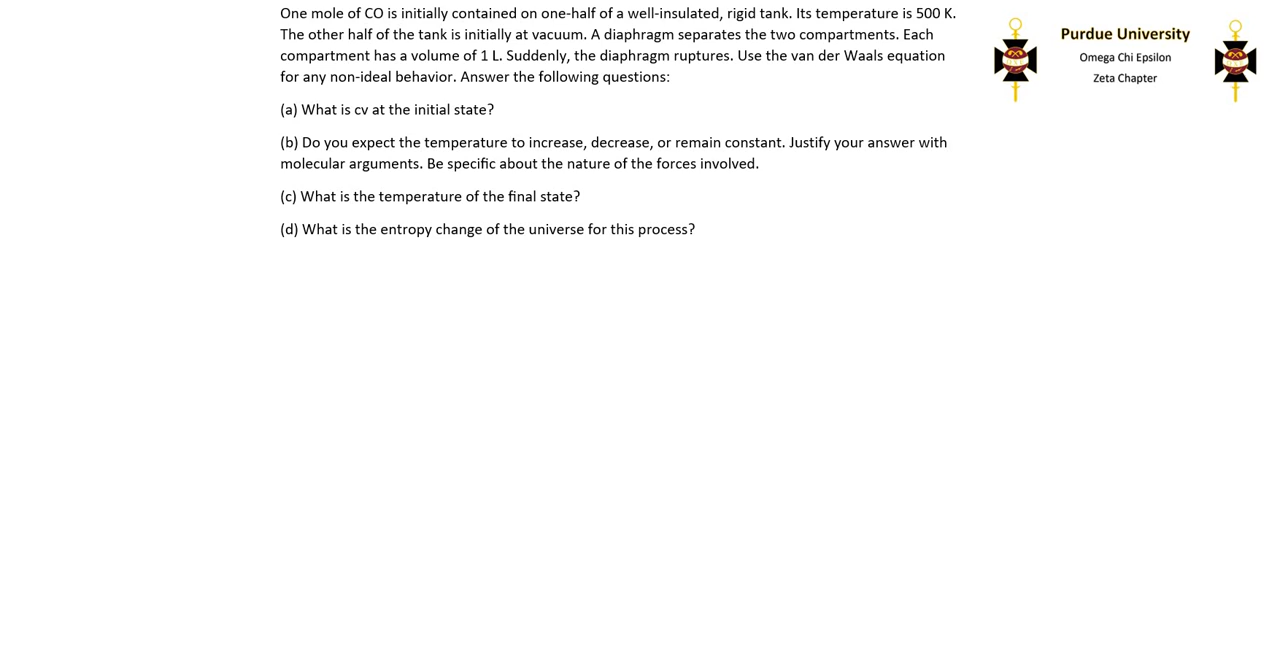 One mole of CO is initially contained on one-half of a well-insulated, rigid tank. Its temperature is 500 K.
The other half of the tank is initially at vacuum. A diaphragm separates the two compartments. Each
compartment has a volume of 1 L. Suddenly, the diaphragm ruptures. Use the van der Waals equation
for any non-ideal behavior. Answer the following questions:
(a) What is cv at the initial state?
(b) Do you expect the temperature to increase, decrease, or remain constant. Justify your answer with
molecular arguments. Be specific about the nature of the forces involved.
(c) What is the temperature of the final state?
(d) What is the entropy change of the universe for this process?
Purdue University
Omega Chi Epsilon
Zeta Chapter